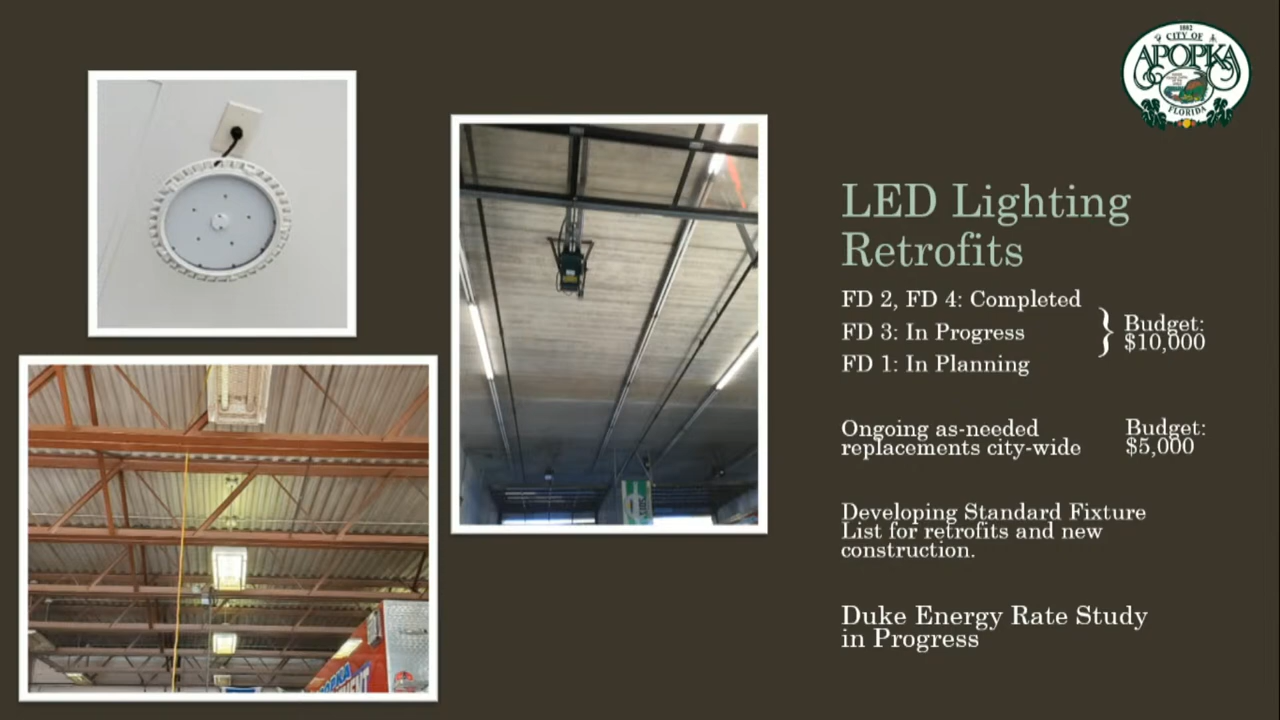 1882
CITY OF
APOPKA
FLORIDA
LED Lighting
Retrofits
FD 2, FD 4: Completed
FD 3: In Progress
FD 1: In Planning
} Budget:
$10,000
Ongoing as-needed
replacements city-wide
Budget:
$5,000
Developing Standard Fixture
List for retrofits and new
construction.
Duke Energy Rate Study
in Progress
APOPKA